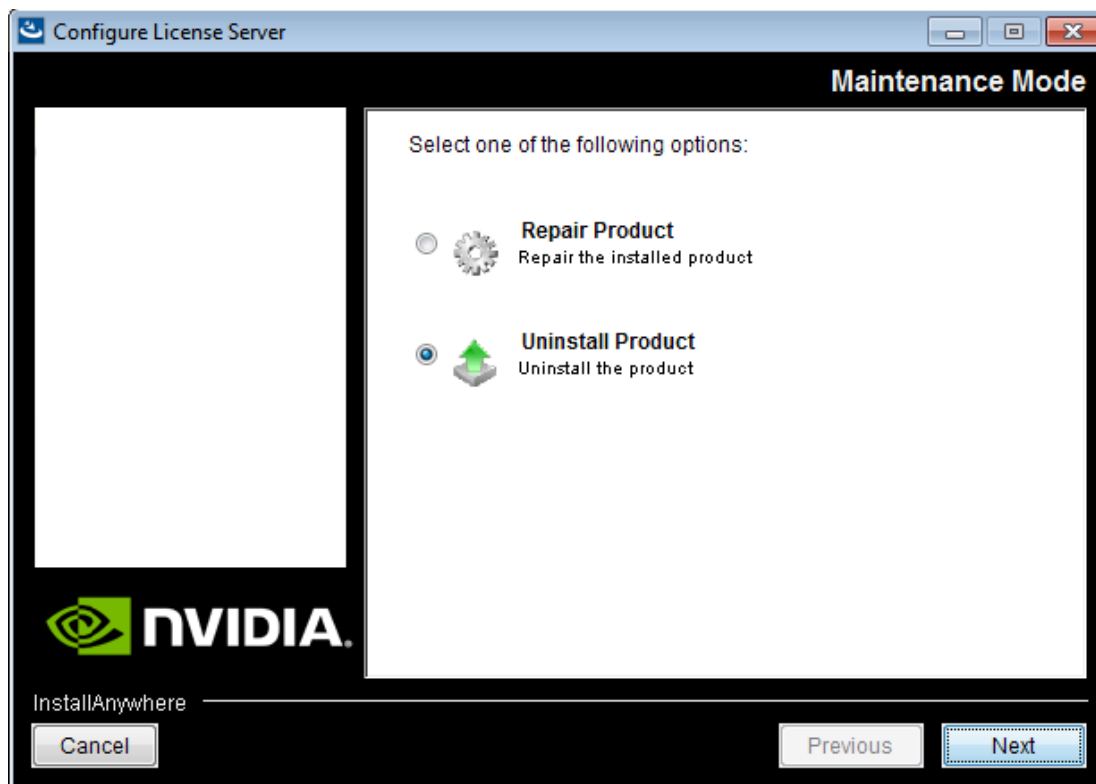 Configure License Server
Maintenance Mode
Select one of the following options:
Repair Product
Repair the installed product
Uninstall Product
Uninstall the product
NVIDIA.
InstallAnywhere
Cancel
Previous
Next